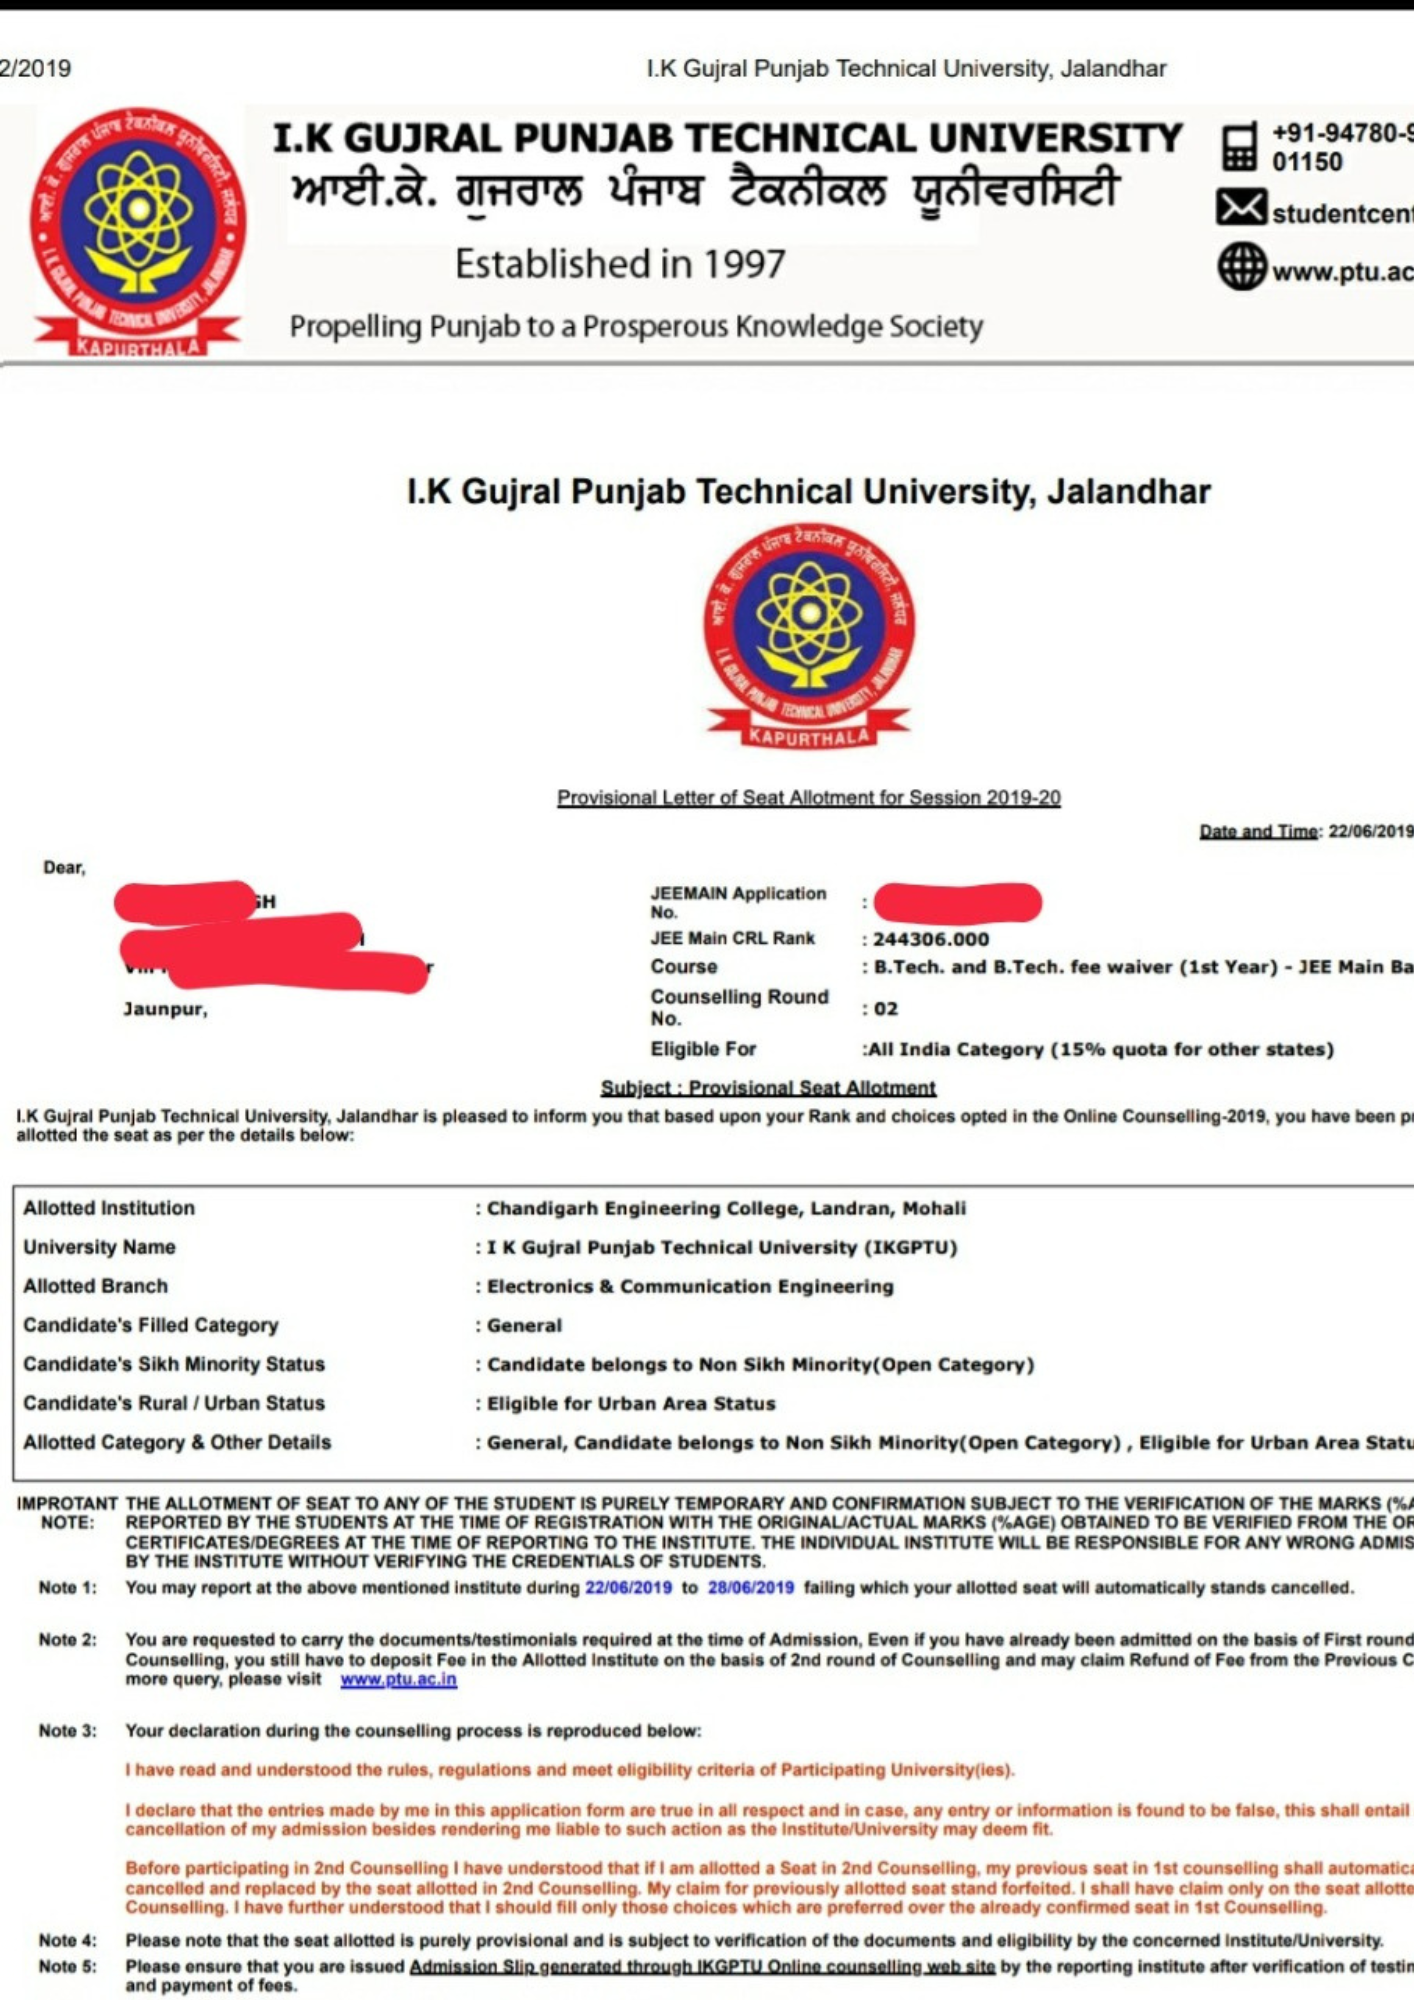 2/2019
I.K Gujral Punjab Technical University, Jalandhar
I.K GUJRAL PUNJAB TECHNICAL UNIVERSITY
ਆਈ.ਕੇ. ਗੁਜਰਾਲ ਪੰਜਾਬ ਟੈਕਨੀਕਲ ਯੂਨੀਵਰਸਿਟੀ
Established in 1997
Propelling Punjab to a Prosperous Knowledge Society
+91-94780-9
01150
studentcent
www.ptu.ac
ਆਈ. ਕੇ. ਗੁਜਰਾਲ ਪੰਜਾਬ ਟੈਕਨੀਕਲ ਯੂਨੀਵਰਸਿਟੀ, ਜਲੰਧਰ
I.K. GUJRAL PUNJAB TECHNICAL UNIVERSITY, JALANDHAR
KAPURTHALA
I.K Gujral Punjab Technical University, Jalandhar
ਆਈ. ਕੇ. ਗੁਜਰਾਲ ਪੰਜਾਬ ਟੈਕਨੀਕਲ ਯੂਨੀਵਰਸਿਟੀ, ਜਲੰਧਰ
I.K. GUJRAL PUNJAB TECHNICAL UNIVERSITY, JALANDHAR
KAPURTHALA
Provisional Letter of Seat Allotment for Session 2019-20
Date and Time: 22/06/2019
Dear,
GH
Jaunpur,
JEEMAIN Application
No. :
JEE Main CRL Rank : 244306.000
Course : B.Tech. and B.Tech. fee waiver (1st Year) - JEE Main Ba
Counselling Round
No. : 02
Eligible For :All India Category (15% quota for other states)
Subject : Provisional Seat Allotment
I.K Gujral Punjab Technical University, Jalandhar is pleased to inform you that based upon your Rank and choices opted in the Online Counselling-2019, you have been p
allotted the seat as per the details below:
Allotted Institution : Chandigarh Engineering College, Landran, Mohali
University Name : I K Gujral Punjab Technical University (IKGPTU)
Allotted Branch : Electronics & Communication Engineering
Candidate's Filled Category : General
Candidate's Sikh Minority Status : Candidate belongs to Non Sikh Minority(Open Category)
Candidate's Rural / Urban Status : Eligible for Urban Area Status
Allotted Category & Other Details : General, Candidate belongs to Non Sikh Minority(Open Category) , Eligible for Urban Area Statu
IMPROTANT THE ALLOTMENT OF SEAT TO ANY OF THE STUDENT IS PURELY TEMPORARY AND CONFIRMATION SUBJECT TO THE VERIFICATION OF THE MARKS (%A
NOTE: REPORTED BY THE STUDENTS AT THE TIME OF REGISTRATION WITH THE ORIGINAL/ACTUAL MARKS (%AGE) OBTAINED TO BE VERIFIED FROM THE OR
CERTIFICATES/DEGREES AT THE TIME OF REPORTING TO THE INSTITUTE. THE INDIVIDUAL INSTITUTE WILL BE RESPONSIBLE FOR ANY WRONG ADMIS
BY THE INSTITUTE WITHOUT VERIFYING THE CREDENTIALS OF STUDENTS.
Note 1: You may report at the above mentioned institute during 22/06/2019 to 28/06/2019 failing which your allotted seat will automatically stands cancelled.
Note 2: You are requested to carry the documents/testimonials required at the time of Admission, Even if you have already been admitted on the basis of First round
Counselling, you still have to deposit Fee in the Allotted Institute on the basis of 2nd round of Counselling and may claim Refund of Fee from the Previous C
more query, please visit www.ptu.ac.in
Note 3: Your declaration during the counselling process is reproduced below:
I have read and understood the rules, regulations and meet eligibility criteria of Participating University(ies).
I declare that the entries made by me in this application form are true in all respect and in case, any entry or information is found to be false, this shall entail
cancellation of my admission besides rendering me liable to such action as the Institute/University may deem fit.
Before participating in 2nd Counselling I have understood that if I am allotted a Seat in 2nd Counselling, my previous seat in 1st counselling shall automatica
cancelled and replaced by the seat allotted in 2nd Counselling. My claim for previously allotted seat stand forfeited. I shall have claim only on the seat allotte
Counselling. I have further understood that I should fill only those choices which are preferred over the already confirmed seat in 1st Counselling.
Note 4: Please note that the seat allotted is purely provisional and is subject to verification of the documents and eligibility by the concerned Institute/University.
Note 5: Please ensure that you are issued Admission Slip generated through IKGPTU Online counselling web site by the reporting institute after verification of testin
and payment of fees.